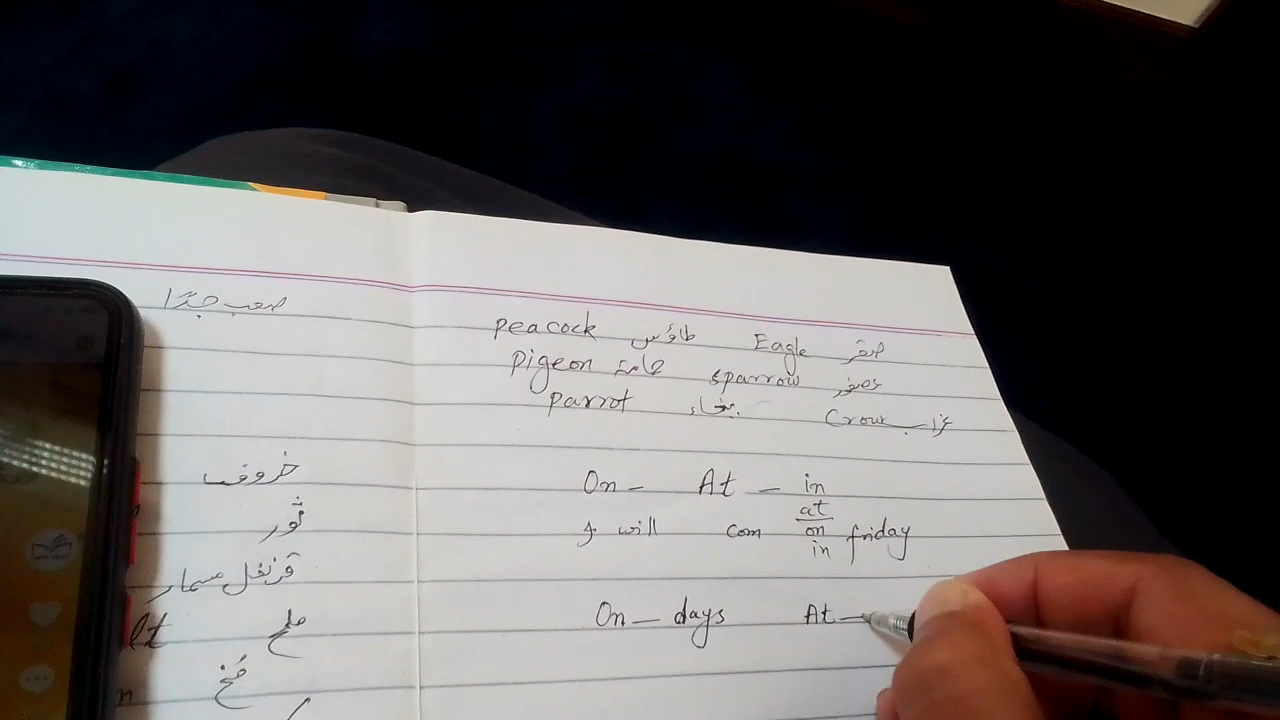 صعب جدًا
خروف
ثور
قرنفل مسمار
ملح
lt
مُخ
n
peacock طاؤس Eagle صقر
pigeon حمامة sparrow عصفور
parrot ببغاء Crow غراب
On – At – in
at
I will com on friday
in
On – days At –